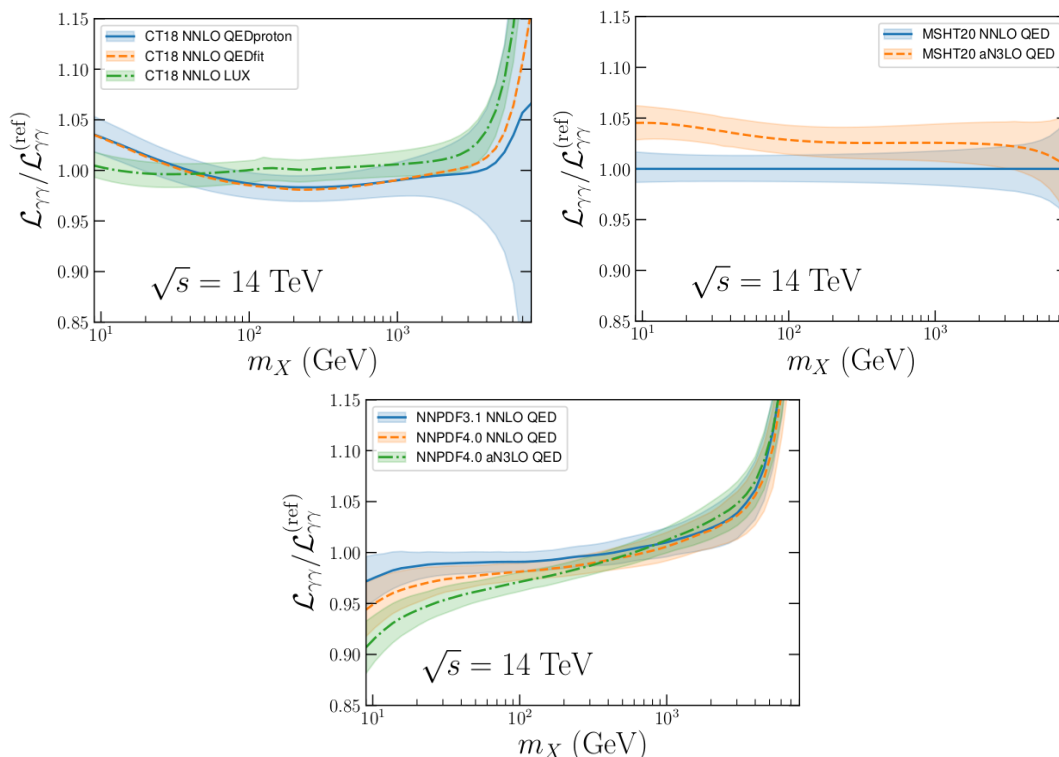 CT18 NNLO QEDproton
CT18 NNLO QEDfit
CT18 NNLO LUX
1.15
1.10
1.05
1.00
0.95
0.90
0.85
𝓛γγ/𝓛γγ^(ref)
√s = 14 TeV
10¹ 10² 10³
m_X (GeV)
MSHT20 NNLO QED
MSHT20 aN3LO QED
1.15
1.10
1.05
1.00
0.95
0.90
0.85
𝓛γγ/𝓛γγ^(ref)
√s = 14 TeV
10¹ 10² 10³
m_X (GeV)
NNPDF3.1 NNLO QED
NNPDF4.0 NNLO QED
NNPDF4.0 aN3LO QED
1.15
1.10
1.05
1.00
0.95
0.90
0.85
𝓛γγ/𝓛γγ^(ref)
√s = 14 TeV
10¹ 10² 10³
m_X (GeV)